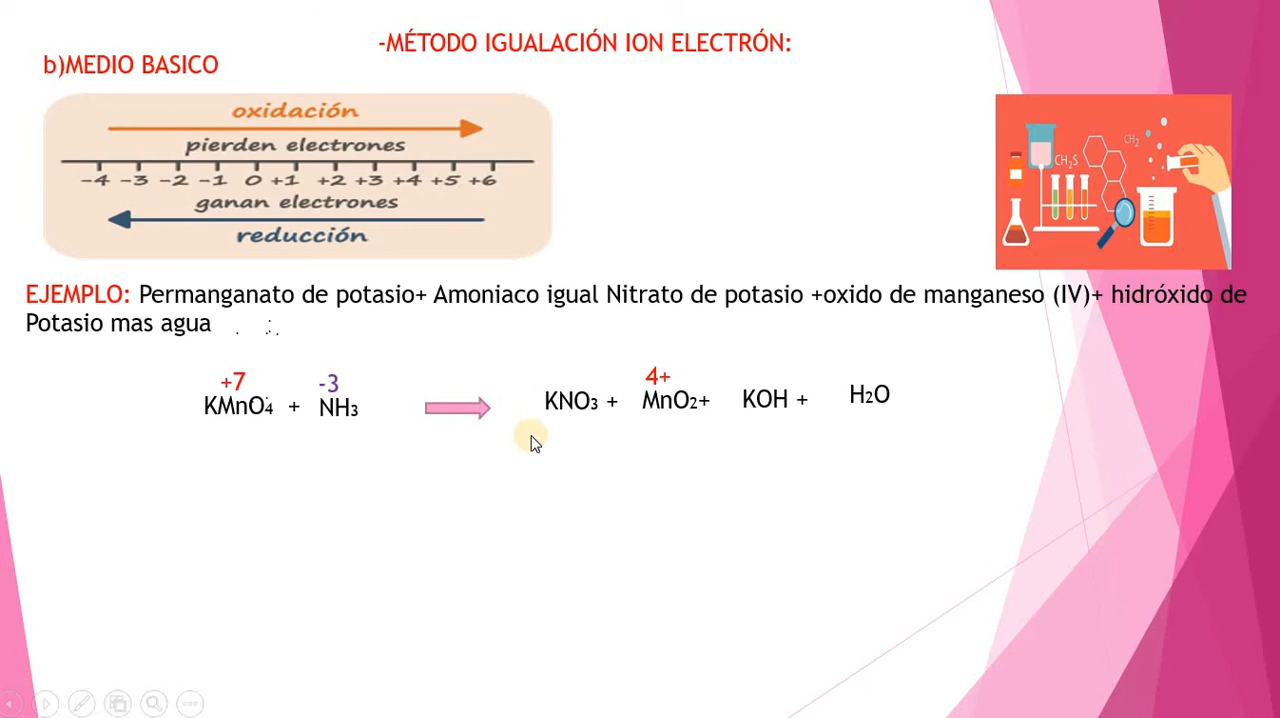 -MÉTODO IGUALACIÓN ION ELECTRÓN:
b)MEDIO BASICO
oxidación
pierden electrones
-4 -3 -2 -1 0 +1 +2 +3 +4 +5 +6
ganan electrones
reducción
CH2
CH2S
EJEMPLO: Permanganato de potasio+ Amoniaco igual Nitrato de potasio +oxido de manganeso (IV)+ hidróxido de
Potasio mas agua
+7 -3 4+
KMnO4 + NH3 KNO3 + MnO2+ KOH + H2O